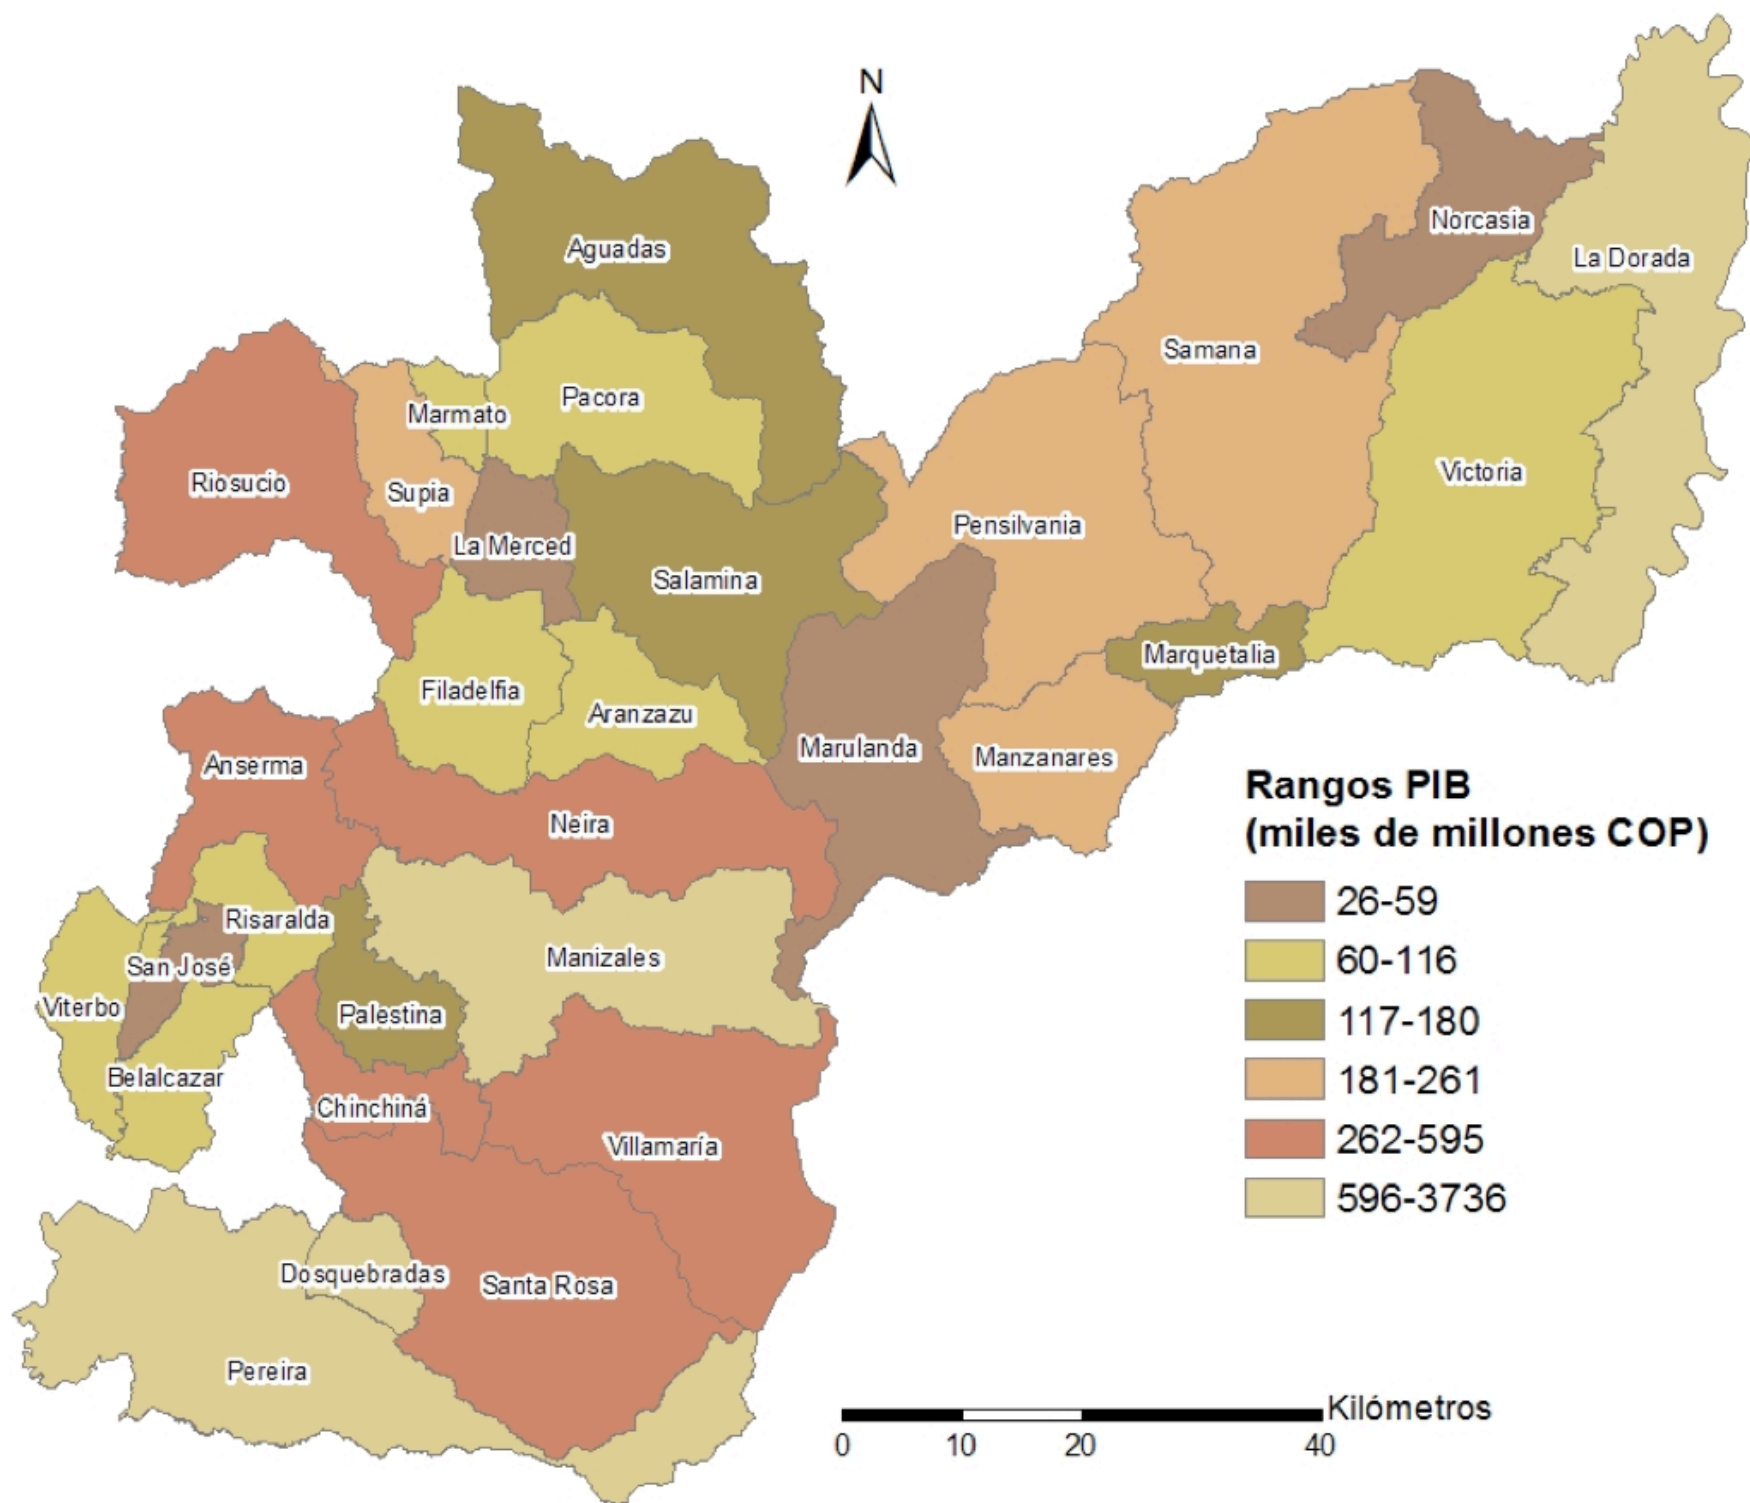 N
Aguadas
Norcasia
La Dorada
Samana
Pacora
Marmato
Riosucio
Supia
Victoria
La Merced
Pensilvania
Salamina
Marquetalia
Filadelfia
Aranzazu
Marulanda
Manzanares
Anserma
Neira
Risaralda
San José
Manizales
Viterbo
Palestina
Belalcazar
Chinchiná
Villamaría
Dosquebradas
Santa Rosa
Pereira
Rangos PIB
(miles de millones COP)
26-59
60-116
117-180
181-261
262-595
596-3736
Kilómetros
0 10 20 40